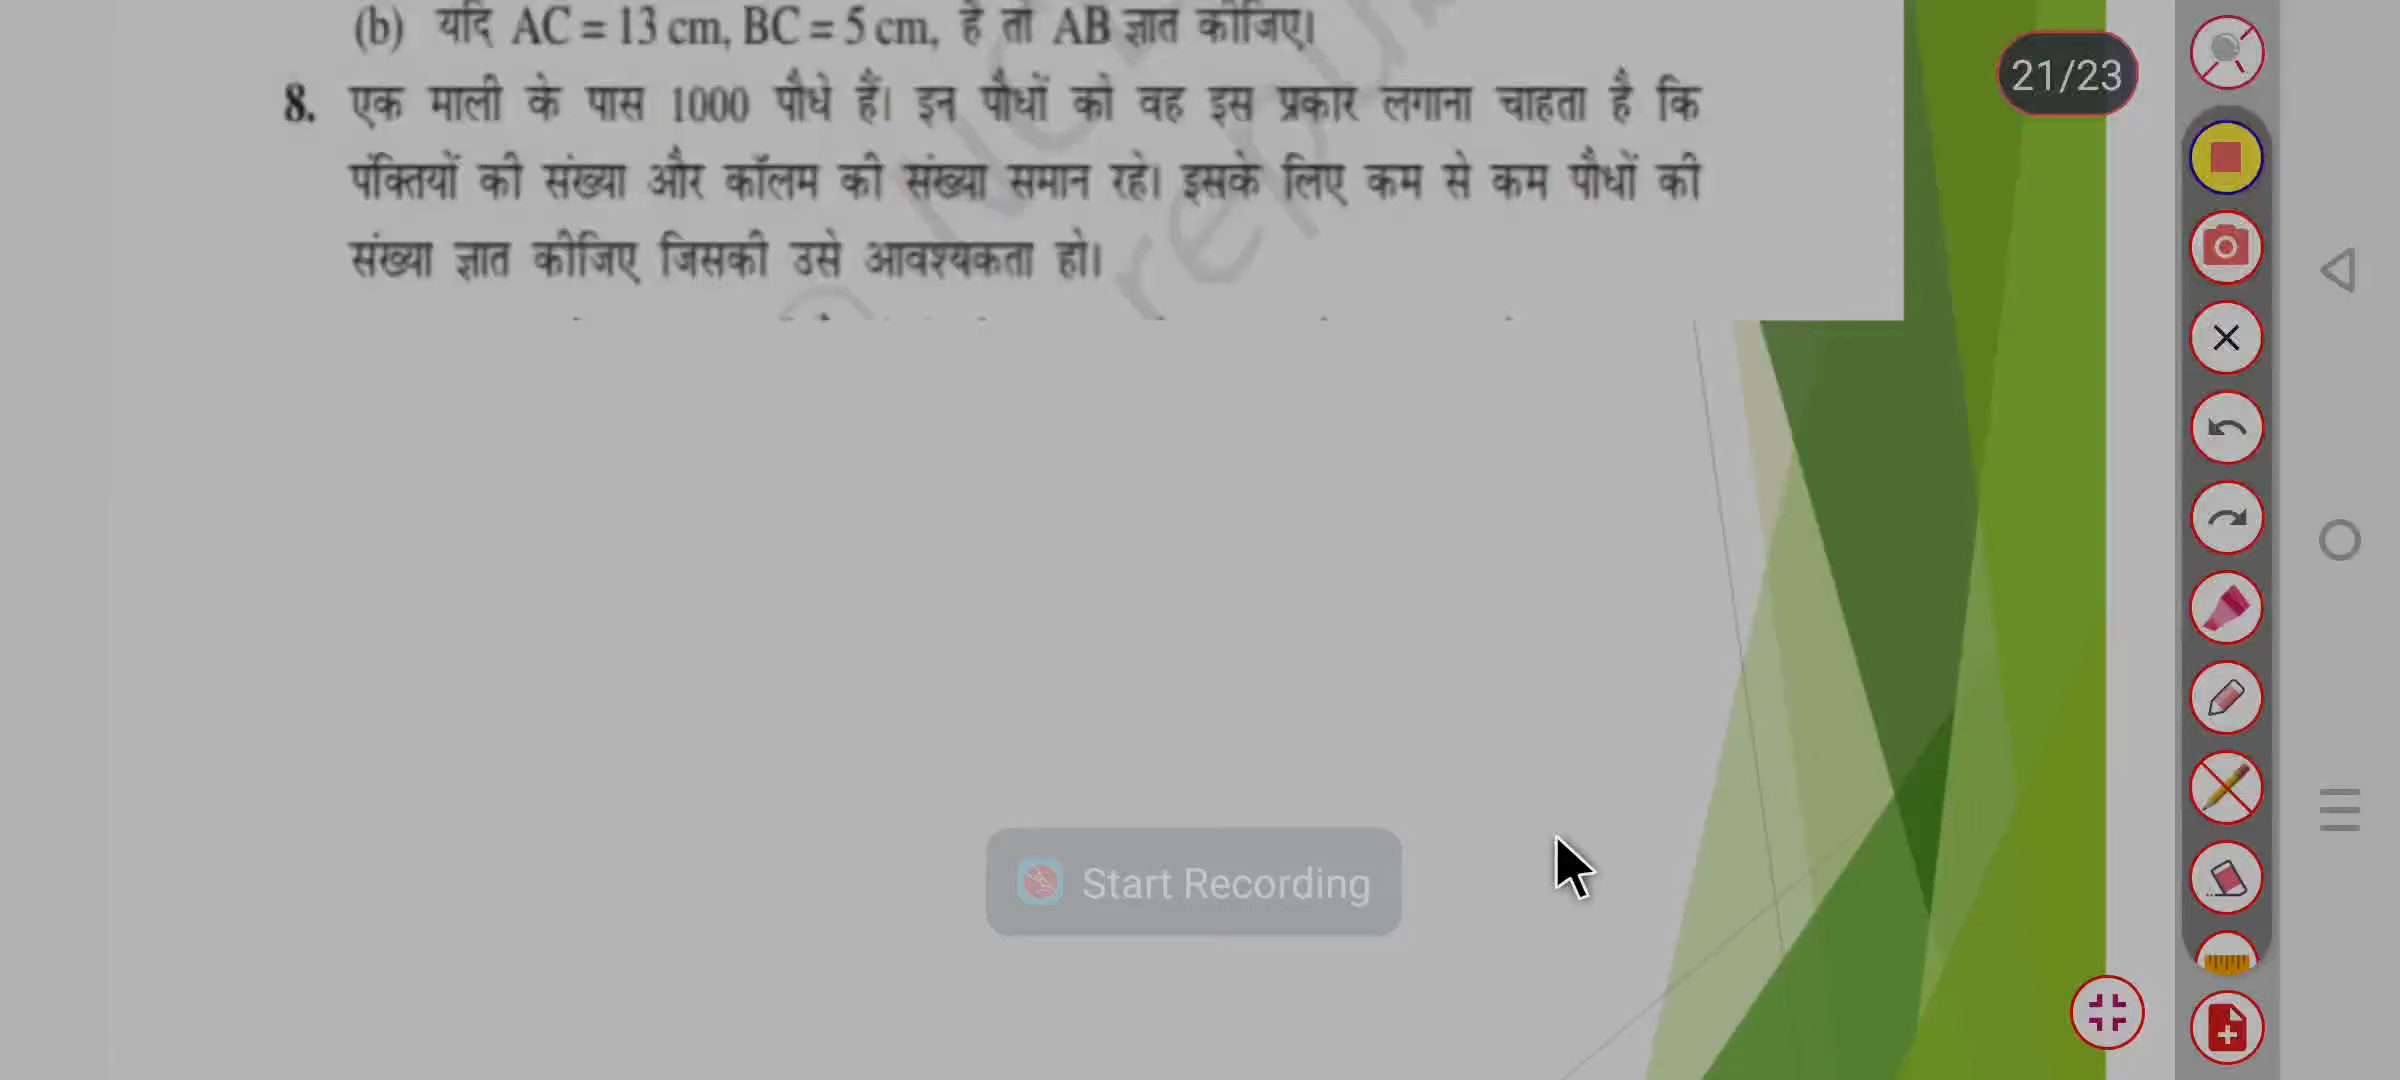 (b) यदि AC = 13 cm, BC = 5 cm, है तो AB ज्ञात कीजिए।
8. एक माली के पास 1000 पौधे हैं। इन पौधों को वह इस प्रकार लगाना चाहता है कि
पंक्तियों की संख्या और कॉलम की संख्या समान रहे। इसके लिए कम से कम पौधों की
संख्या ज्ञात कीजिए जिसकी उसे आवश्यकता हो।
21/23
Start Recording